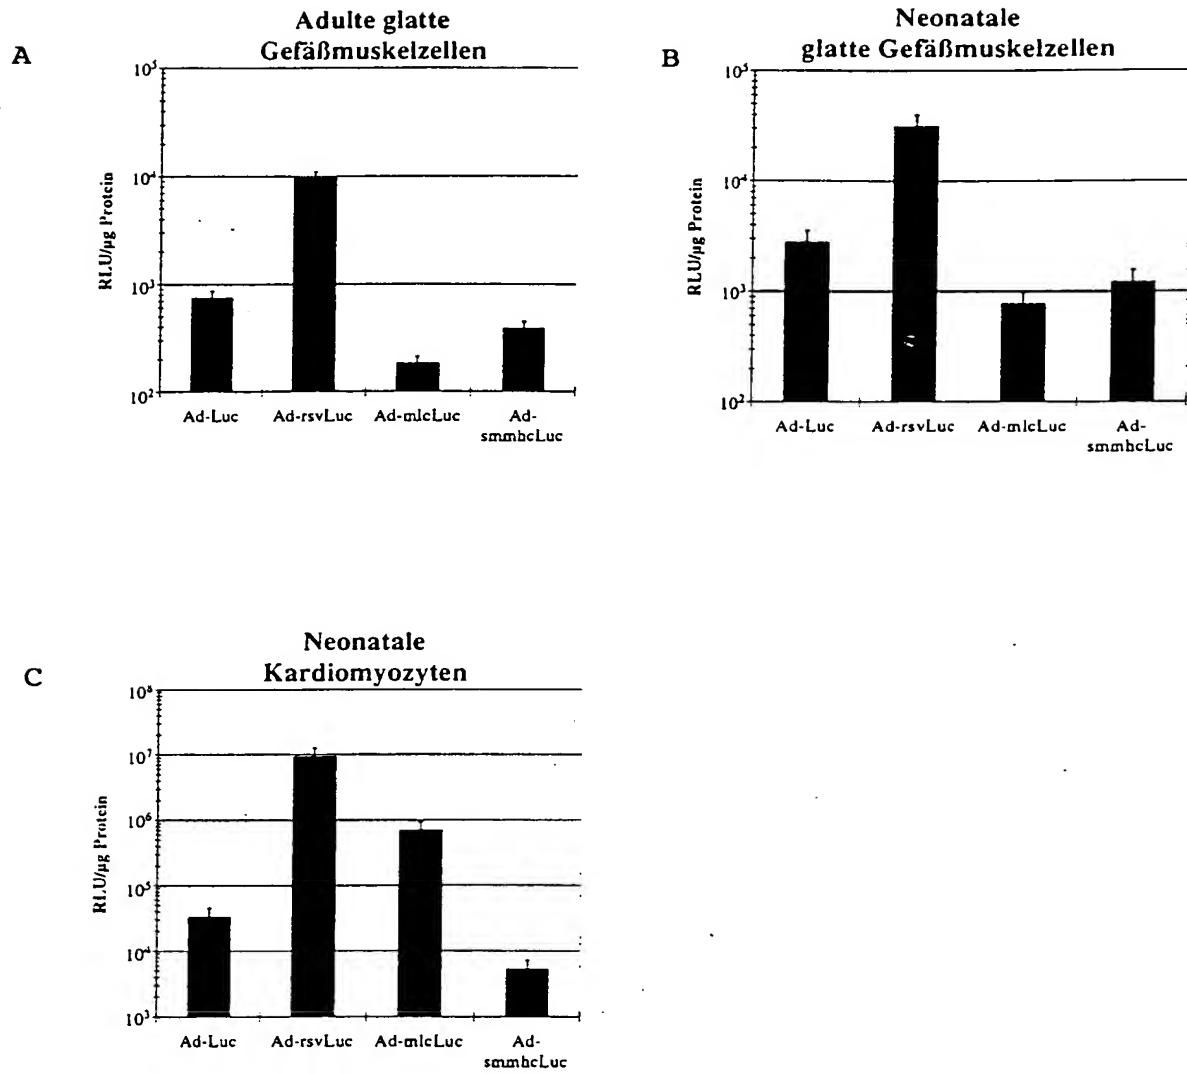 A
Adulte glatte
Gefäßmuskelzellen
10⁵
10⁴
10³
10²
RLU/µg Protein
Ad-Luc
Ad-rsvLuc
Ad-mlcLuc
Ad-
smmhcLuc
B
Neonatale
glatte Gefäßmuskelzellen
10⁵
10⁴
10³
10²
RLU/µg Protein
Ad-Luc
Ad-rsvLuc
Ad-mlcLuc
Ad-
smmhcLuc
C
Neonatale
Kardiomyozyten
10⁸
10⁷
10⁶
10⁵
10⁴
10³
RLU/µg Protein
Ad-Luc
Ad-rsvLuc
Ad-mlcLuc
Ad-
smmhcLuc